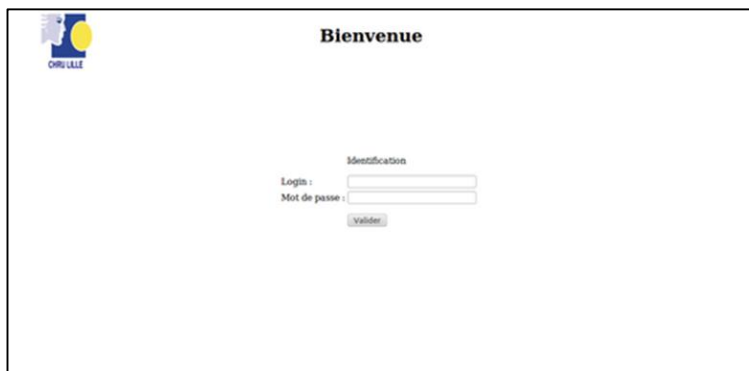 CHRU LILLE
Bienvenue
Identification
Login :
Mot de passe :
Valider